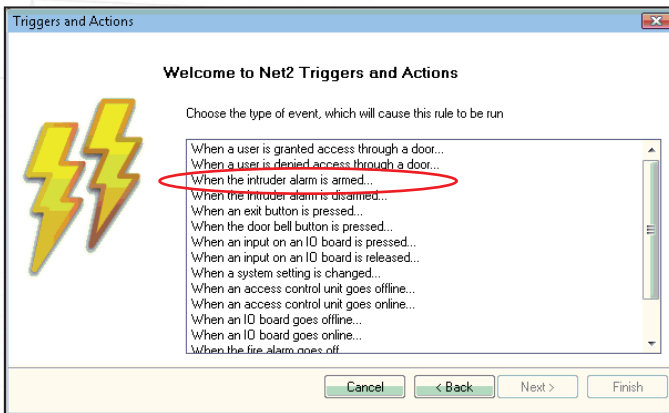 Triggers and Actions
Welcome to Net2 Triggers and Actions
Choose the type of event, which will cause this rule to be run
When a user is granted access through a door...
When a user is denied access through a door...
When the intruder alarm is armed...
When the intruder alarm is disarmed...
When an exit button is pressed...
When the door bell button is pressed...
When an input on an IO board is pressed...
When an input on an IO board is released...
When a system setting is changed...
When an access control unit goes offline...
When an access control unit goes online...
When an IO board goes offline...
When an IO board goes online...
When the fire alarm goes off
Cancel < Back Next > Finish